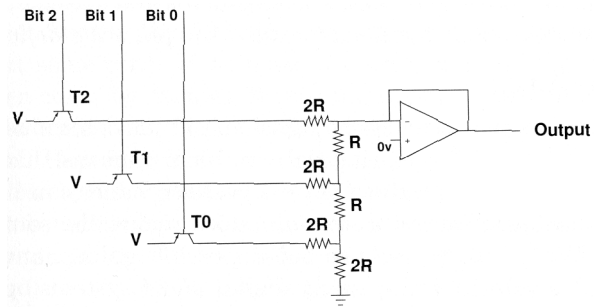 Bit 2 Bit 1 Bit 0
T2
2R
V
−
Output
R
0v
+
T1
2R
V
R
T0
2R
V
2R